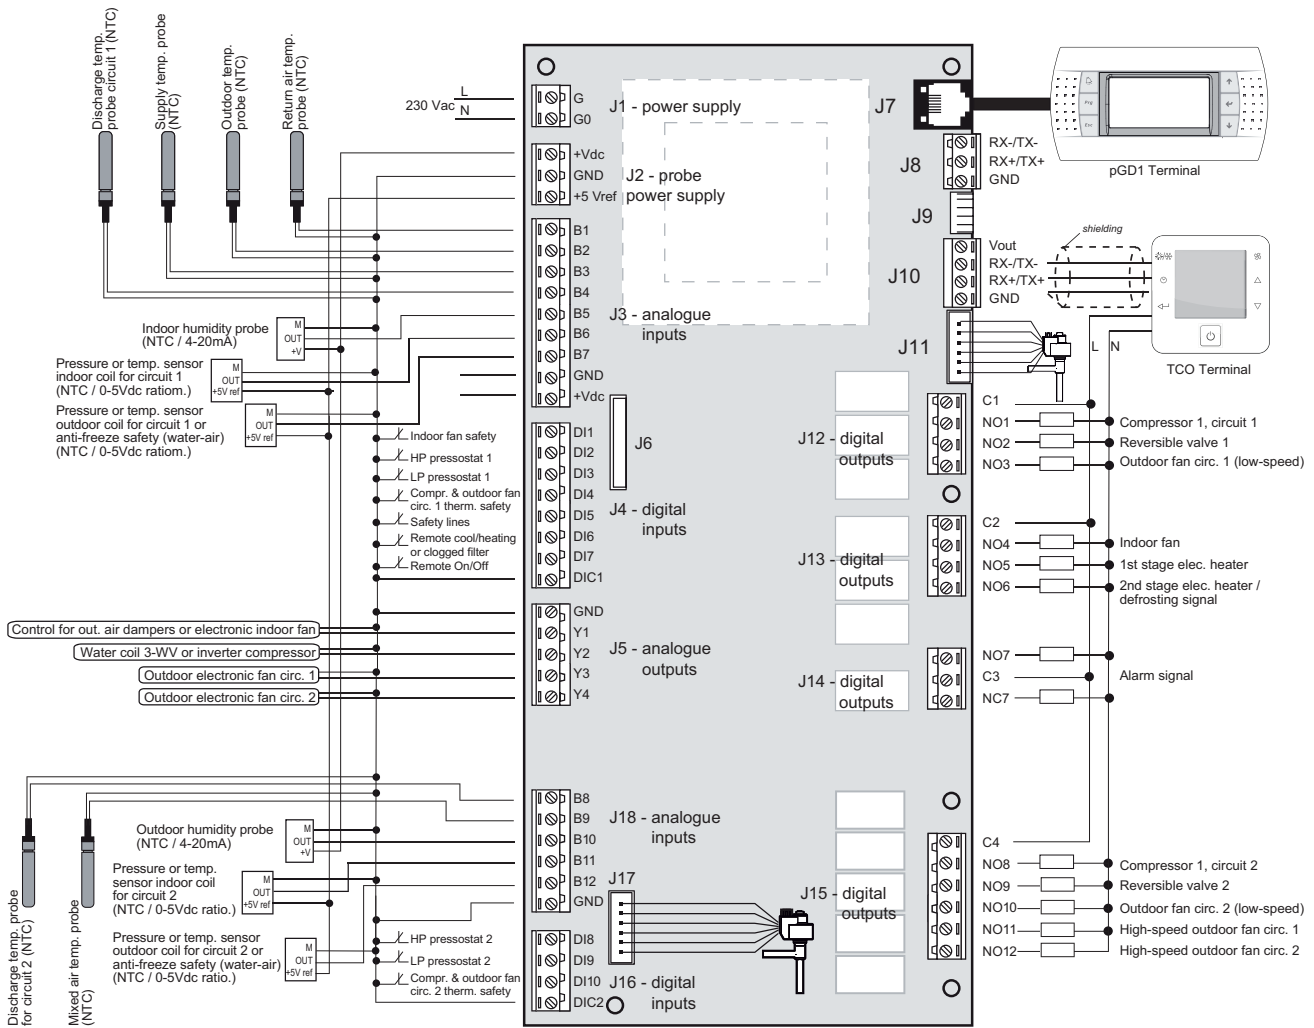 Discharge temp.
probe circuit 1 (NTC)
Supply temp. probe
(NTC)
Outdoor temp.
probe (NTC)
Return air temp.
probe (NTC)
230 Vac
L
N
G
G0
J1 - power supply
+Vdc
GND
+5 Vref
J2 - probe
power supply
B1
B2
B3
B4
B5
B6
B7
GND
+Vdc
J3 - analogue
inputs
Indoor humidity probe
(NTC / 4-20mA)
M
OUT
+V
Pressure or temp. sensor
indoor coil for circuit 1
(NTC / 0-5Vdc ratiom.)
M
OUT
+5V ref
Pressure or temp. sensor
outdoor coil for circuit 1 or
anti-freeze safety (water-air)
(NTC / 0-5Vdc ratiom.)
M
OUT
+5V ref
Indoor fan safety
HP pressostat 1
LP pressostat 1
Compr. & outdoor fan
circ. 1 therm. safety
Safety lines
Remote cool/heating
or clogged filter
Remote On/Off
DI1
DI2
DI3
DI4
DI5
DI6
DI7
DIC1
J6
J4 - digital
inputs
Control for out. air dampers or electronic indoor fan
Water coil 3-WV or inverter compressor
Outdoor electronic fan circ. 1
Outdoor electronic fan circ. 2
GND
Y1
Y2
Y3
Y4
J5 - analogue
outputs
Discharge temp. probe
for circuit 2 (NTC)
Mixed air temp. probe
(NTC)
Outdoor humidity probe
(NTC / 4-20mA)
M
OUT
+V
Pressure or temp.
sensor indoor coil
for circuit 2
(NTC / 0-5Vdc ratio.)
M
OUT
+5V ref
Pressure or temp. sensor
outdoor coil for circuit 2 or
anti-freeze safety (water-air)
(NTC / 0-5Vdc ratio.)
M
OUT
+5V ref
HP pressostat 2
LP pressostat 2
Compr. & outdoor fan
circ. 2 therm. safety
B8
B9
B10
B11
B12
GND
J18 - analogue
inputs
J17
DI8
DI9
DI10
DIC2
J16 - digital
inputs
J7
Prg
Esc
pGD1 Terminal
J8
RX-/TX-
RX+/TX+
GND
J9
J10
Vout
RX-/TX-
RX+/TX+
GND
shielding
TCO Terminal
J11
L
N
J12 - digital
outputs
C1
NO1
NO2
NO3
Compressor 1, circuit 1
Reversible valve 1
Outdoor fan circ. 1 (low-speed)
J13 - digital
outputs
C2
NO4
NO5
NO6
Indoor fan
1st stage elec. heater
2nd stage elec. heater /
defrosting signal
J14 - digital
outputs
NO7
C3
NC7
Alarm signal
J15 - digital
outputs
C4
NO8
NO9
NO10
NO11
NO12
Compressor 1, circuit 2
Reversible valve 2
Outdoor fan circ. 2 (low-speed)
High-speed outdoor fan circ. 1
High-speed outdoor fan circ. 2